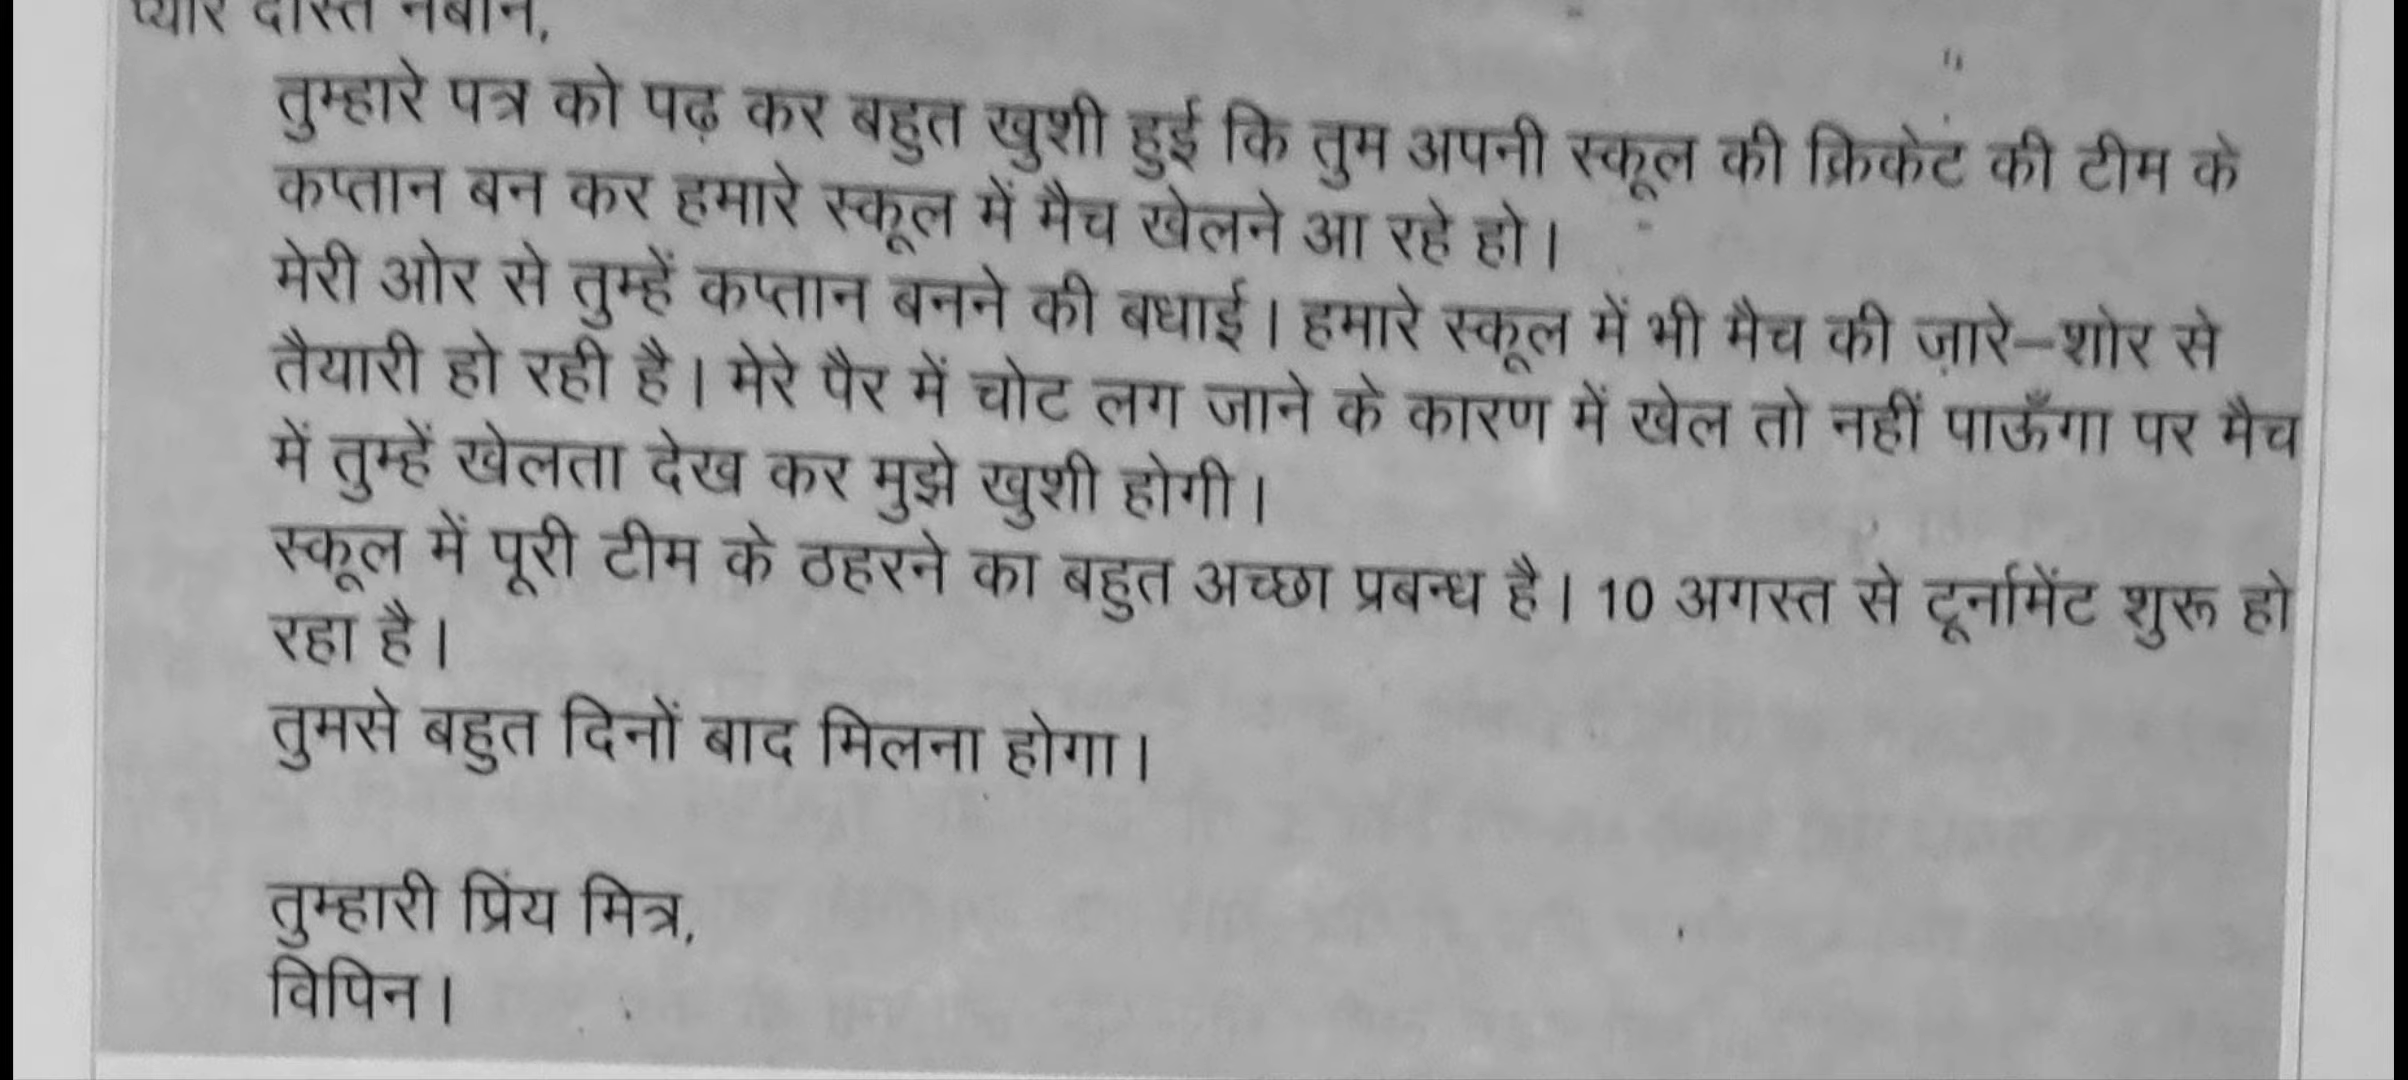 प्यारे दोस्त नबीन,
तुम्हारे पत्र को पढ़ कर बहुत खुशी हुई कि तुम अपनी स्कूल की क्रिकेट की टीम के
कप्तान बन कर हमारे स्कूल में मैच खेलने आ रहे हो।
मेरी ओर से तुम्हें कप्तान बनने की बधाई। हमारे स्कूल में भी मैच की ज़ारे–शोर से
तैयारी हो रही है। मेरे पैर में चोट लग जाने के कारण में खेल तो नहीं पाऊँगा पर मैच
में तुम्हें खेलता देख कर मुझे खुशी होगी।
स्कूल में पूरी टीम के ठहरने का बहुत अच्छा प्रबन्ध है। 10 अगस्त से टूर्नामेंट शुरू हो
रहा है।
तुमसे बहुत दिनों बाद मिलना होगा।
तुम्हारी प्रिय मित्र,
विपिन।